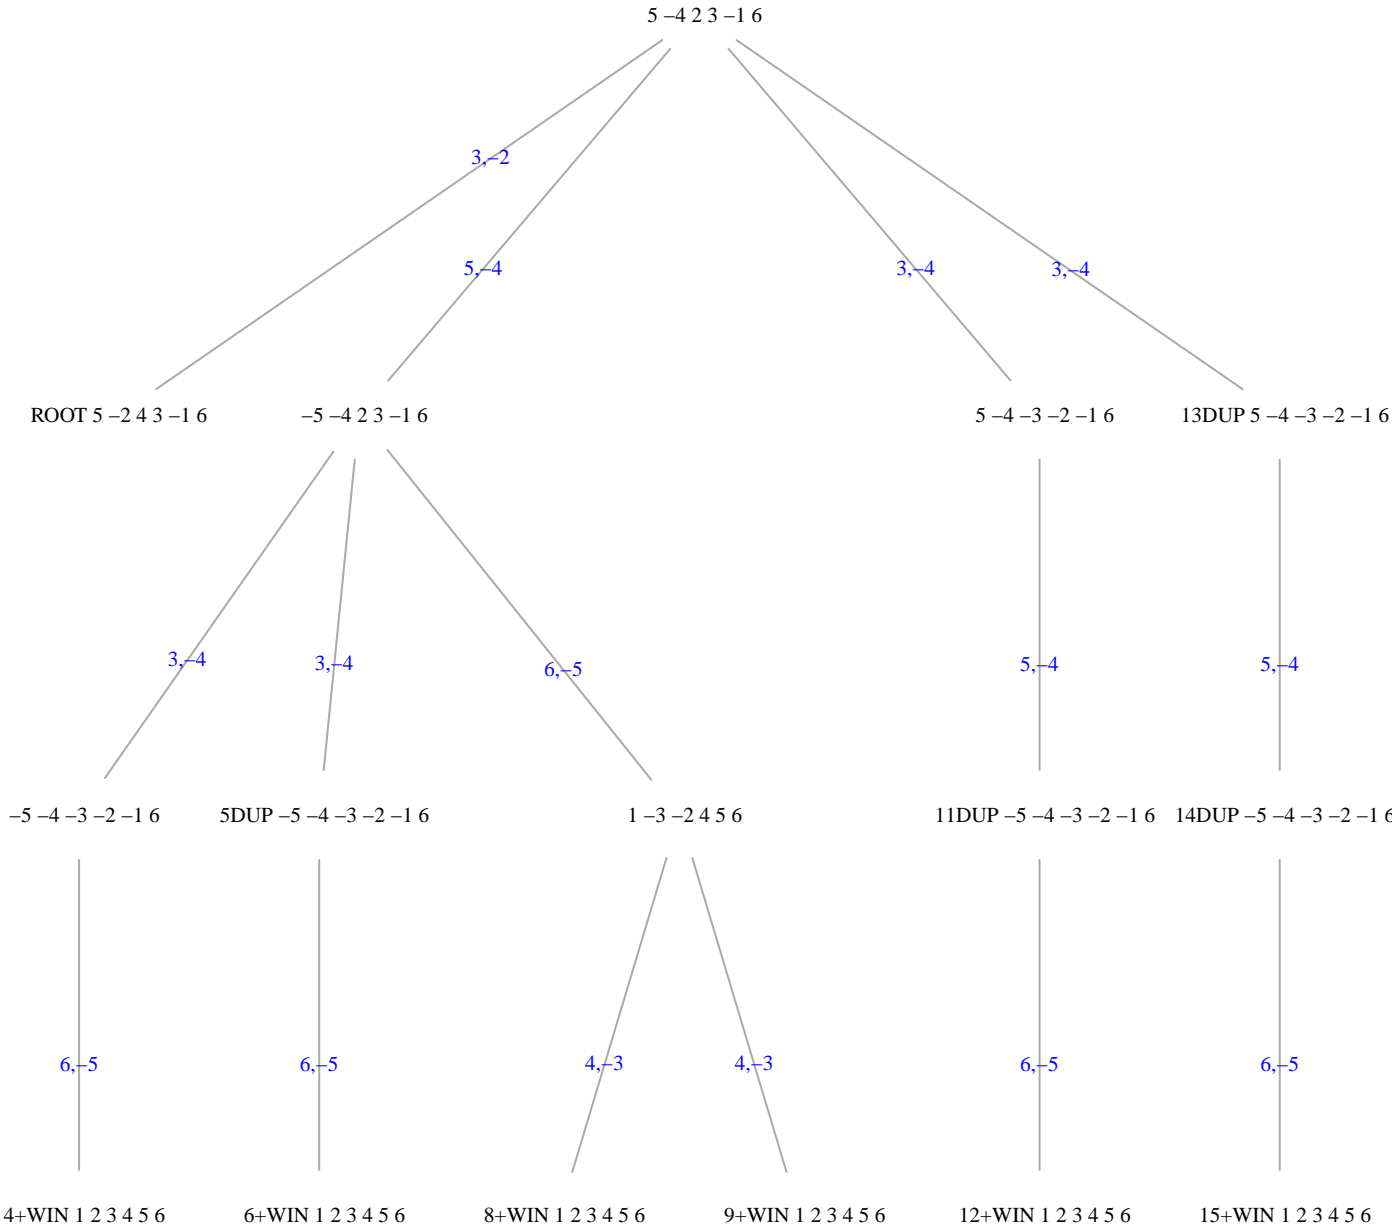 5 –4 2 3 –1 6
3,–2
5,–4
3,–4
3,–4
ROOT 5 –2 4 3 –1 6
–5 –4 2 3 –1 6
5 –4 –3 –2 –1 6
13DUP 5 –4 –3 –2 –1 6
3,–4
3,–4
6,–5
5,–4
5,–4
–5 –4 –3 –2 –1 6
5DUP –5 –4 –3 –2 –1 6
1 –3 –2 4 5 6
11DUP –5 –4 –3 –2 –1 6
14DUP –5 –4 –3 –2 –1 6
6,–5
6,–5
4,–3
4,–3
6,–5
6,–5
4+WIN 1 2 3 4 5 6
6+WIN 1 2 3 4 5 6
8+WIN 1 2 3 4 5 6
9+WIN 1 2 3 4 5 6
12+WIN 1 2 3 4 5 6
15+WIN 1 2 3 4 5 6